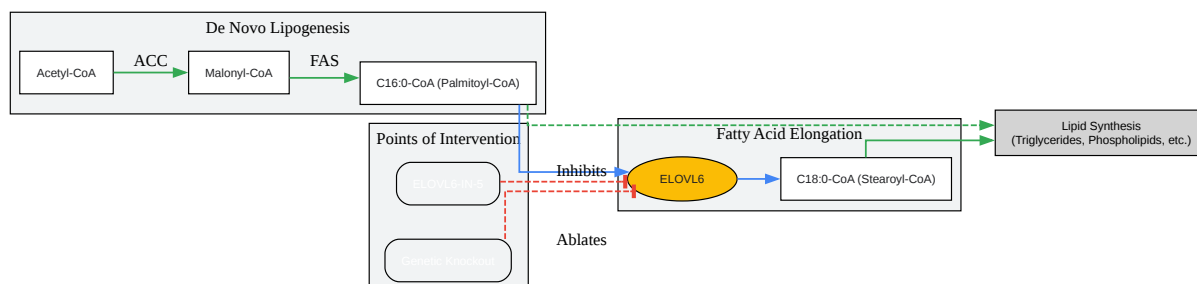 De Novo Lipogenesis
Acetyl-CoA
ACC
Malonyl-CoA
FAS
C16:0-CoA (Palmitoyl-CoA)
Points of Intervention
ELOVL6-IN-5
Genetic Knockout
Inhibits
Ablates
Fatty Acid Elongation
ELOVL6
C18:0-CoA (Stearoyl-CoA)
Lipid Synthesis
(Triglycerides, Phospholipids, etc.)